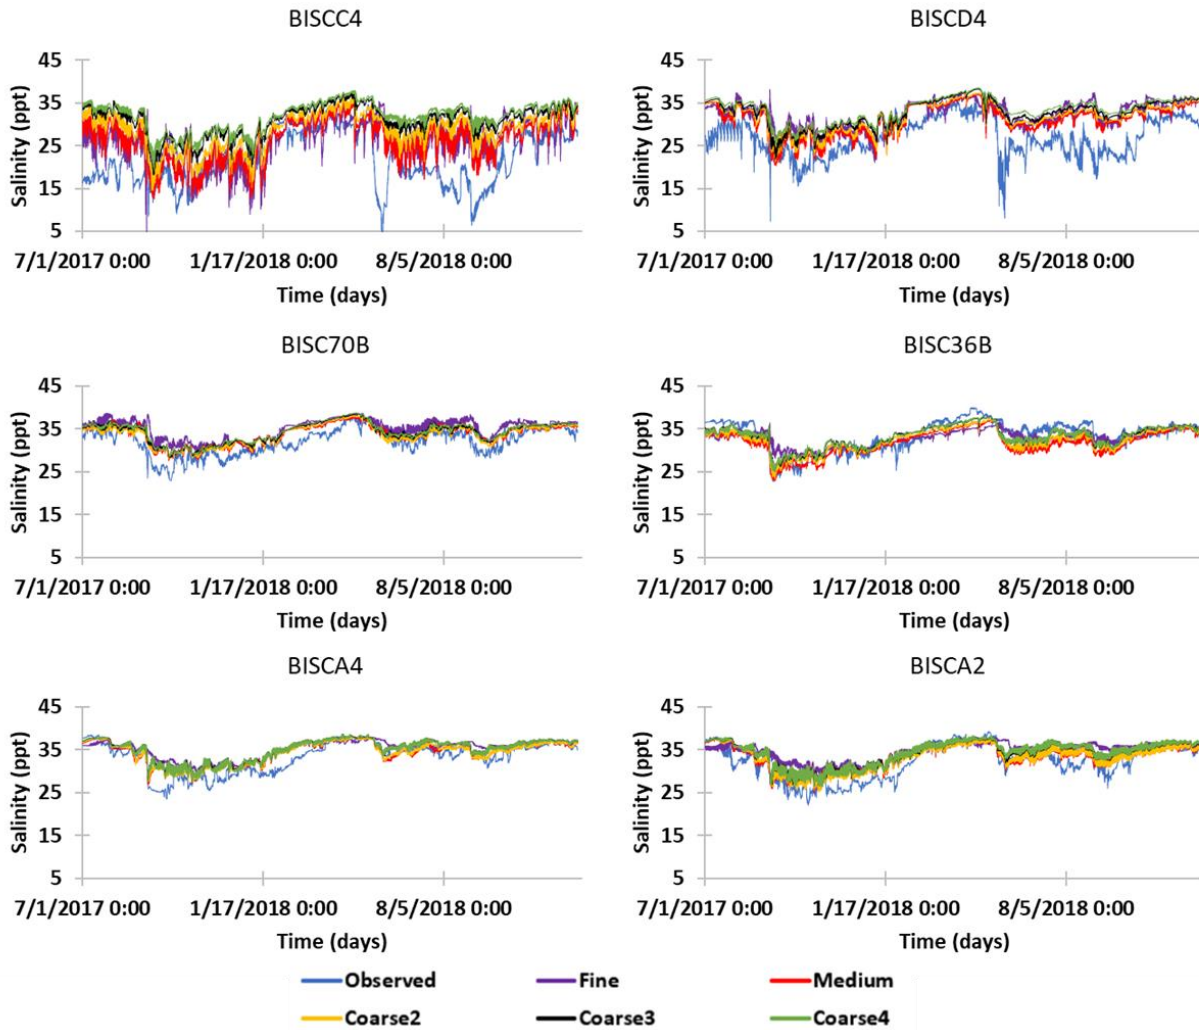 BISCC4
BISCD4
Salinity (ppt)
45
35
25
15
5
7/1/2017 0:00 1/17/2018 0:00 8/5/2018 0:00
Time (days)
Salinity (ppt)
45
35
25
15
5
7/1/2017 0:00 1/17/2018 0:00 8/5/2018 0:00
Time (days)
BISC70B
BISC36B
Salinity (ppt)
45
35
25
15
5
7/1/2017 0:00 1/17/2018 0:00 8/5/2018 0:00
Time (days)
Salinity (ppt)
45
35
25
15
5
7/1/2017 0:00 1/17/2018 0:00 8/5/2018 0:00
Time (days)
BISCA4
BISCA2
Salinity (ppt)
45
35
25
15
5
7/1/2017 0:00 1/17/2018 0:00 8/5/2018 0:00
Time (days)
Salinity (ppt)
45
35
25
15
5
7/1/2017 0:00 1/17/2018 0:00 8/5/2018 0:00
Time (days)
Observed Fine Medium
Coarse2 Coarse3 Coarse4